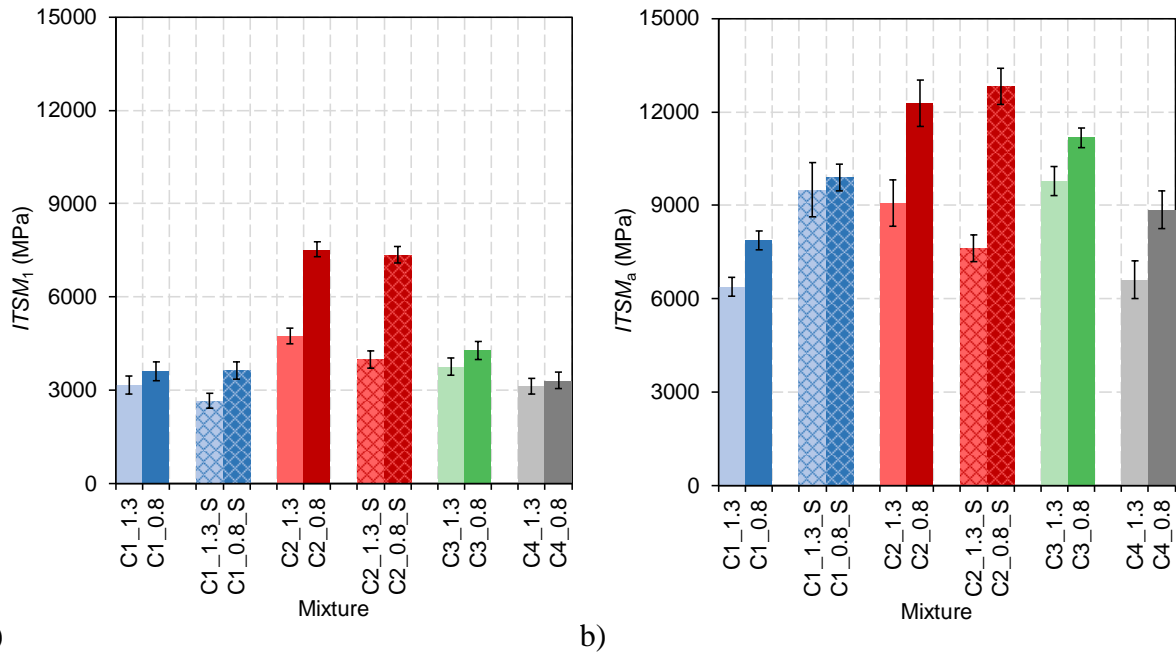 15000
12000
9000
6000
3000
0
ITSM1 (MPa)
C1_1.3
C1_0.8
C1_1.3_S
C1_0.8_S
C2_1.3
C2_0.8
C2_1.3_S
C2_0.8_S
C3_1.3
C3_0.8
C4_1.3
C4_0.8
Mixture
)
15000
12000
9000
6000
3000
0
ITSMa (MPa)
C1_1.3
C1_0.8
C1_1.3_S
C1_0.8_S
C2_1.3
C2_0.8
C2_1.3_S
C2_0.8_S
C3_1.3
C3_0.8
C4_1.3
C4_0.8
Mixture
b)